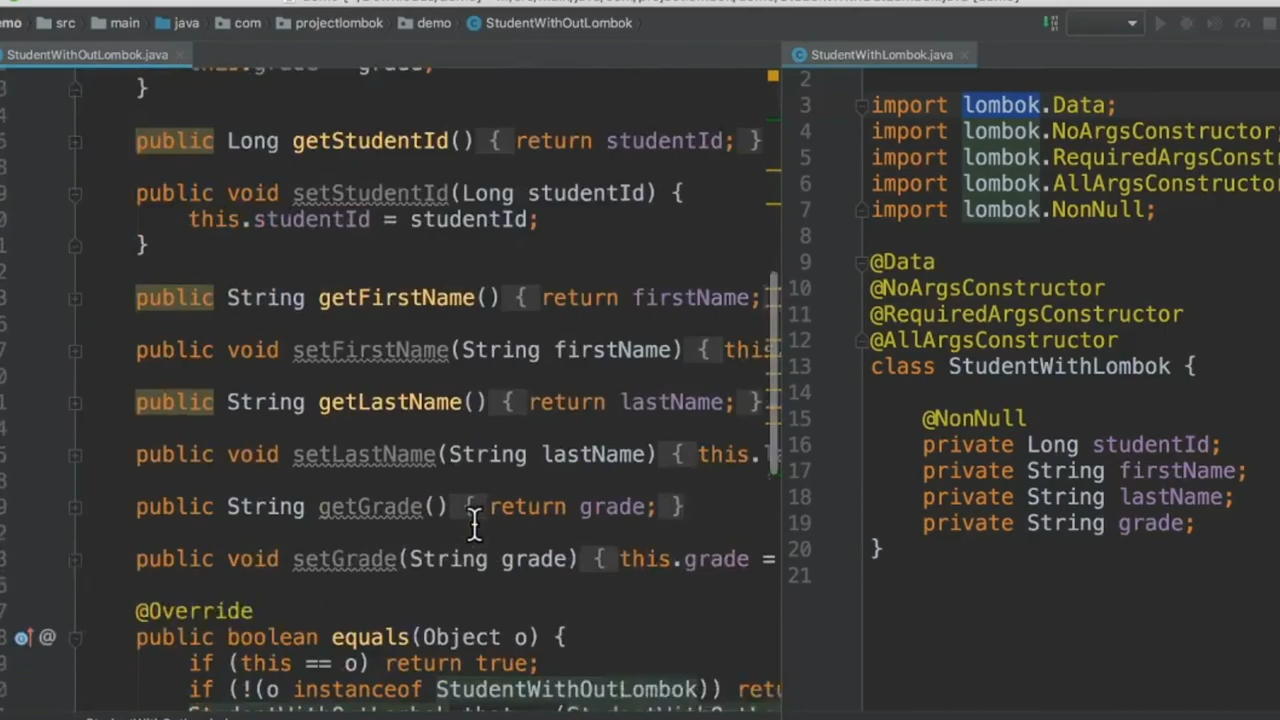 emo src main java com projectlombok demo StudentWithOutLombok
StudentWithOutLombok.java
}
public Long getStudentId() { return studentId; }
public void setStudentId(Long studentId) {
this.studentId = studentId;
}
public String getFirstName() { return firstName;
public void setFirstName(String firstName) { this
public String getLastName() { return lastName; }
public void setLastName(String lastName) { this.
public String getGrade() { return grade; }
public void setGrade(String grade) { this.grade =
@Override
public boolean equals(Object o) {
if (this == o) return true;
if (!(o instanceof StudentWithOutLombok)) retu
StudentWithLombok.java
2
3 import lombok.Data;
4 import lombok.NoArgsConstructor;
5 import lombok.RequiredArgsConstr
6 import lombok.AllArgsConstructor
7 import lombok.NonNull;
8
9 @Data
10 @NoArgsConstructor
11 @RequiredArgsConstructor
12 @AllArgsConstructor
13 class StudentWithLombok {
14
15 @NonNull
16 private Long studentId;
17 private String firstName;
18 private String lastName;
19 private String grade;
20 }
21